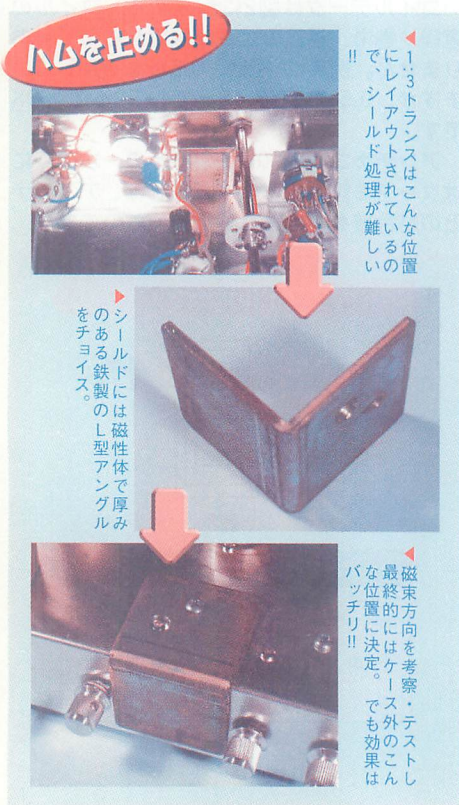 ハムを止める!!
1:3トランスはこんな位置
にレイアウトされているの
で、シールド処理が難しい
!!
シールドには磁性体で厚み
のある鉄製のL型アングル
をチョイス。
磁束方向を考察・テストし
最終的にはケース外のこん
な位置に決定。でも効果は
バッチリ!!